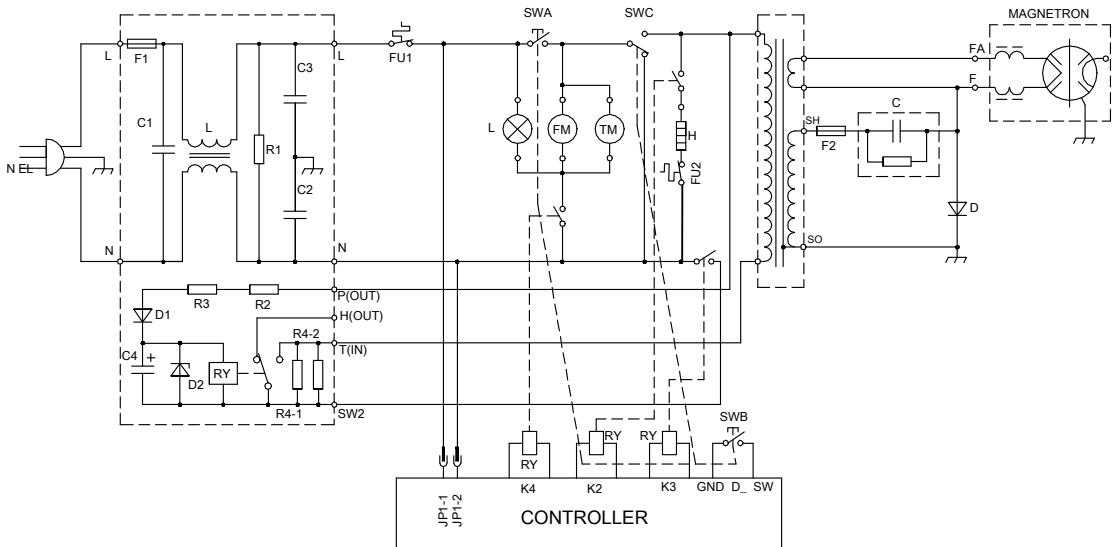 SWA
SWC
MAGNETRON
L
F1
L
FU1
C3
FA
F
C1
L
R1
L
FM
TM
H
SH
F2
C
N EL
C2
FU2
D
N
N
SO
R3
R2
P(OUT)
H(OUT)
D1
R4-2
T(IN)
C4
+
D2
RY
R4-1
SW2
SWB
RY
RY
RY
JP1-1
JP1-2
K4
K2
K3
GND
D_
SW
CONTROLLER